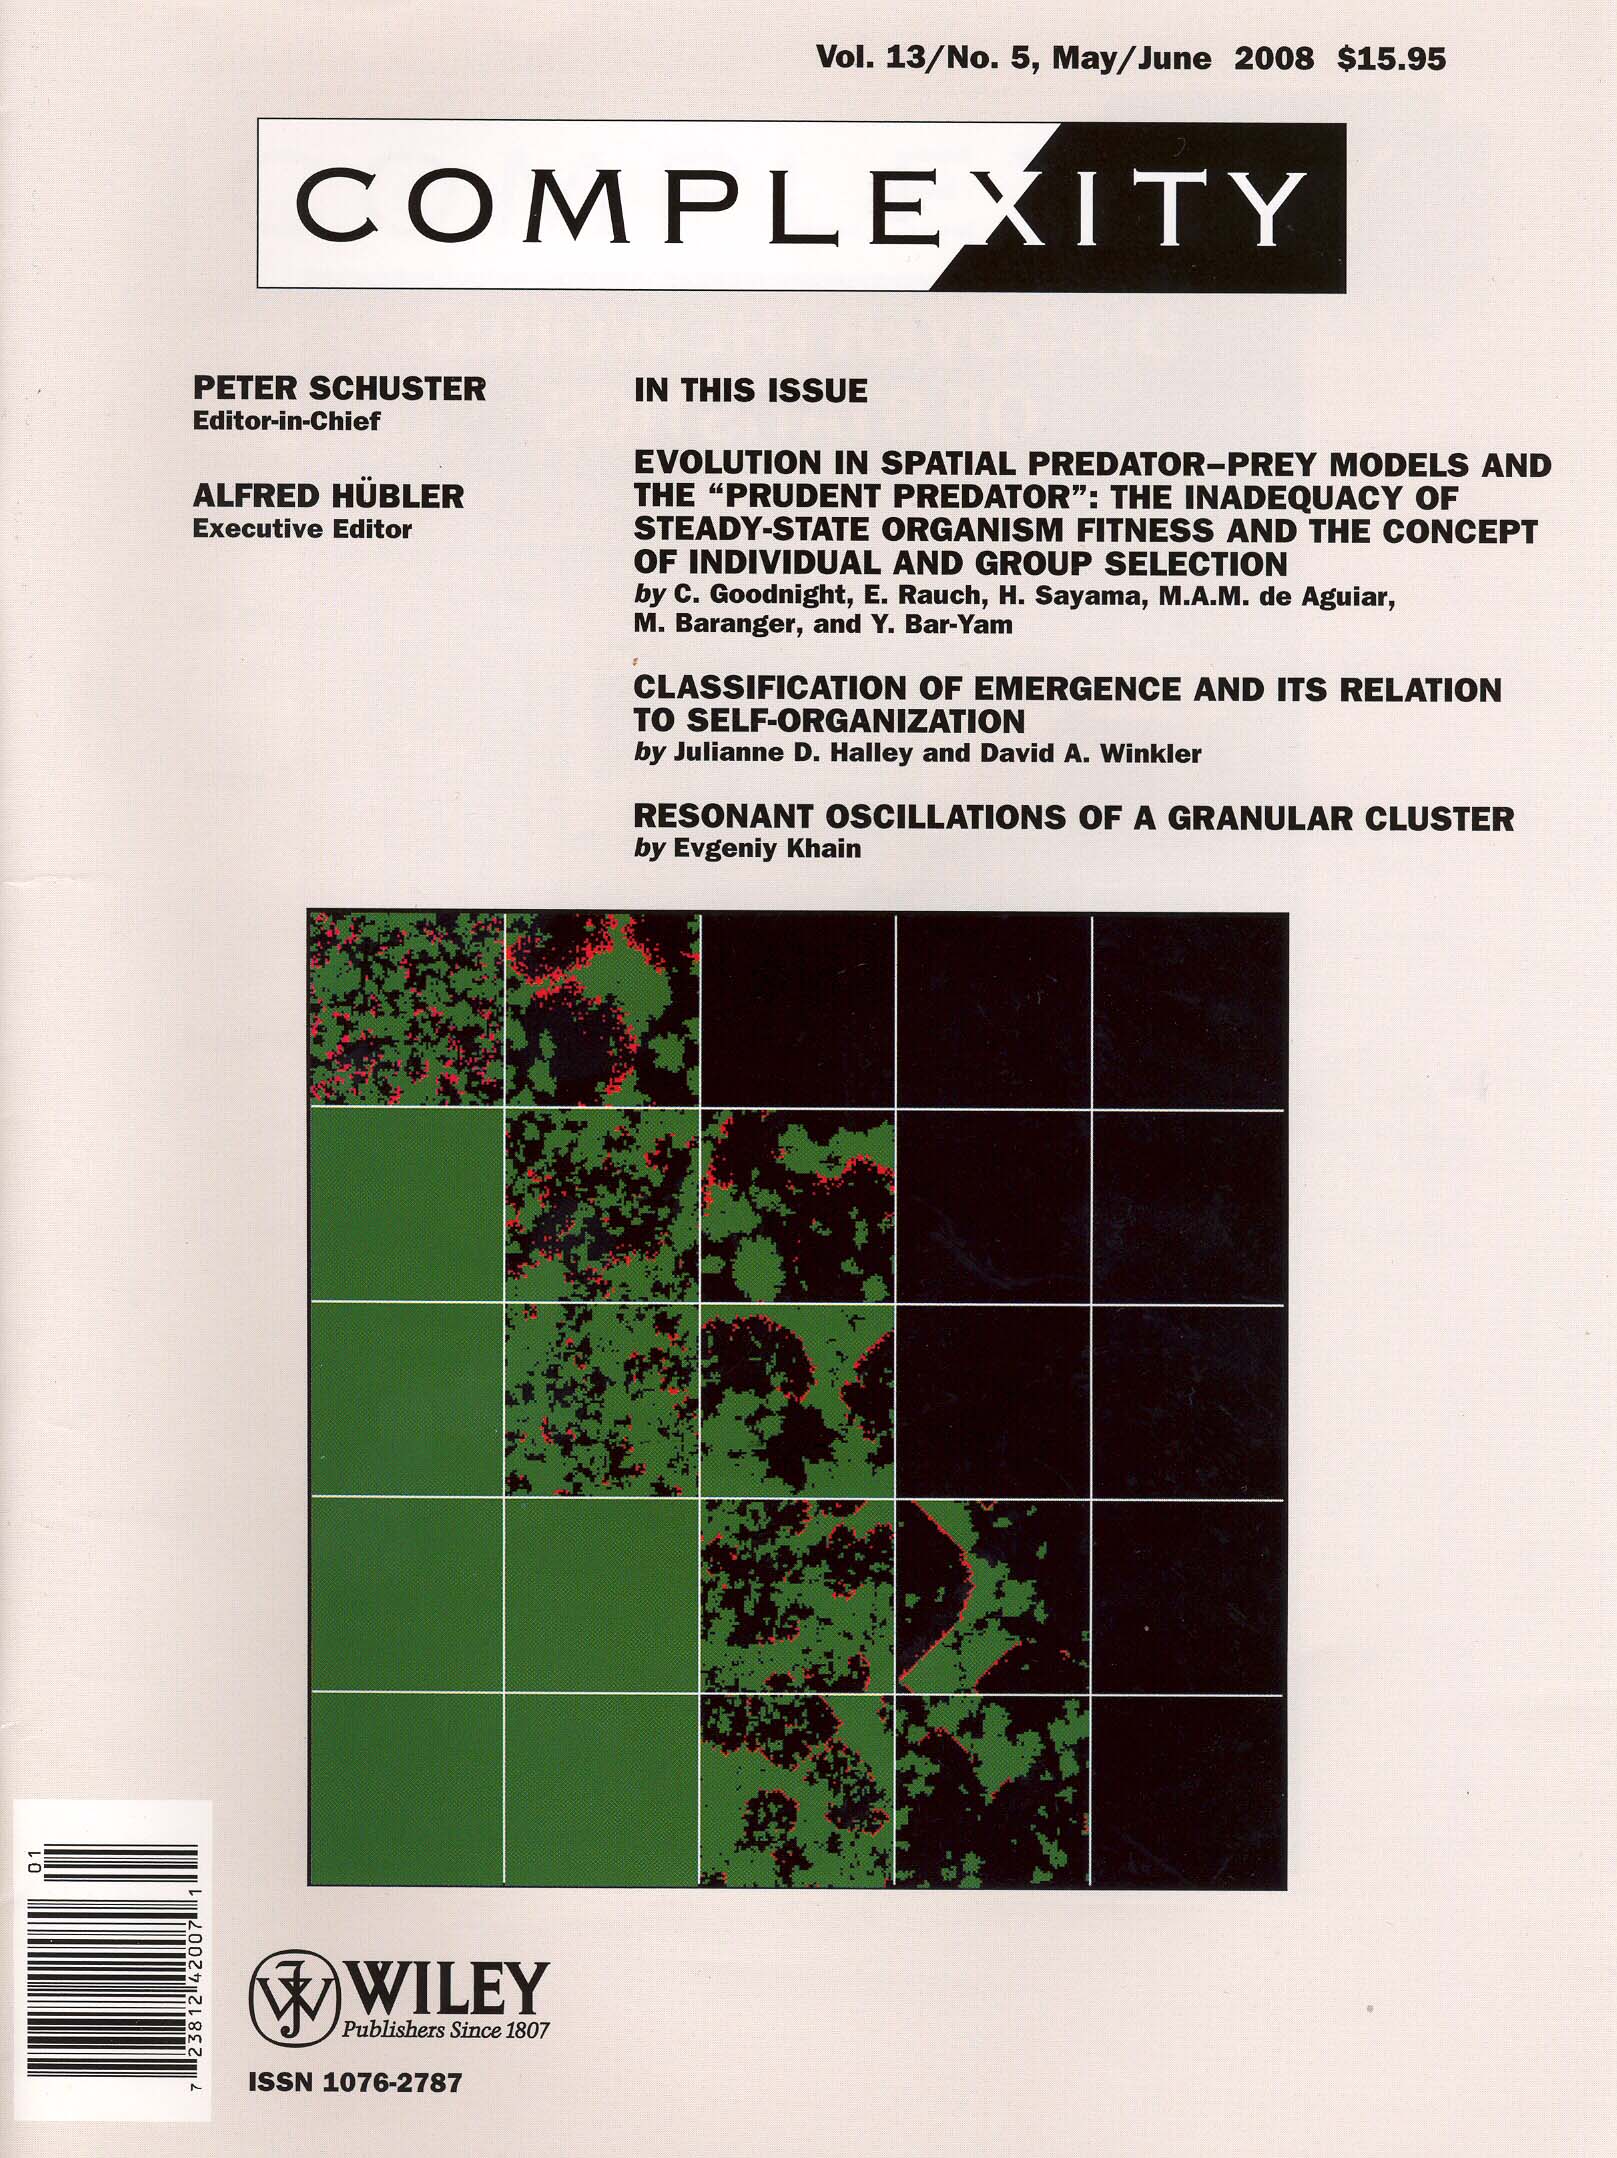 Vol. 13/No. 5, May/June 2008 $15.95
COMPLEXITY
PETER SCHUSTER
Editor-in-Chief
ALFRED HÜBLER
Executive Editor
IN THIS ISSUE
EVOLUTION IN SPATIAL PREDATOR–PREY MODELS AND
THE “PRUDENT PREDATOR”: THE INADEQUACY OF
STEADY-STATE ORGANISM FITNESS AND THE CONCEPT
OF INDIVIDUAL AND GROUP SELECTION
by C. Goodnight, E. Rauch, H. Sayama, M.A.M. de Aguiar,
M. Baranger, and Y. Bar-Yam
CLASSIFICATION OF EMERGENCE AND ITS RELATION
TO SELF-ORGANIZATION
by Julianne D. Halley and David A. Winkler
RESONANT OSCILLATIONS OF A GRANULAR CLUSTER
by Evgeniy Khain
01
7 23812 42007 1
JW
WILEY
Publishers Since 1807
ISSN 1076-2787